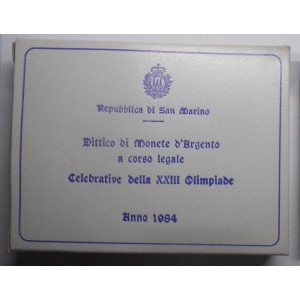 Repubblica di San Marino
Dittico di Monete d'Argento
a corso legale
Celebrative della XXIII Olimpiade
Anno 1984